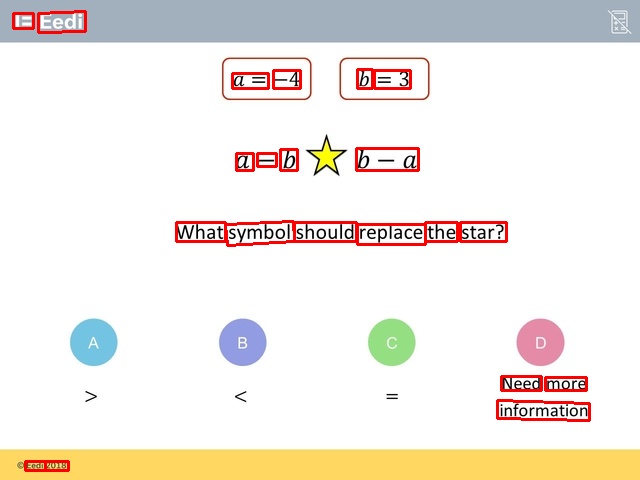 Eedi
a = −4 b = 3
a − b ★ b − a
What symbol should replace the star?
A B C D
> < = Need more
information
© Eedi 2018